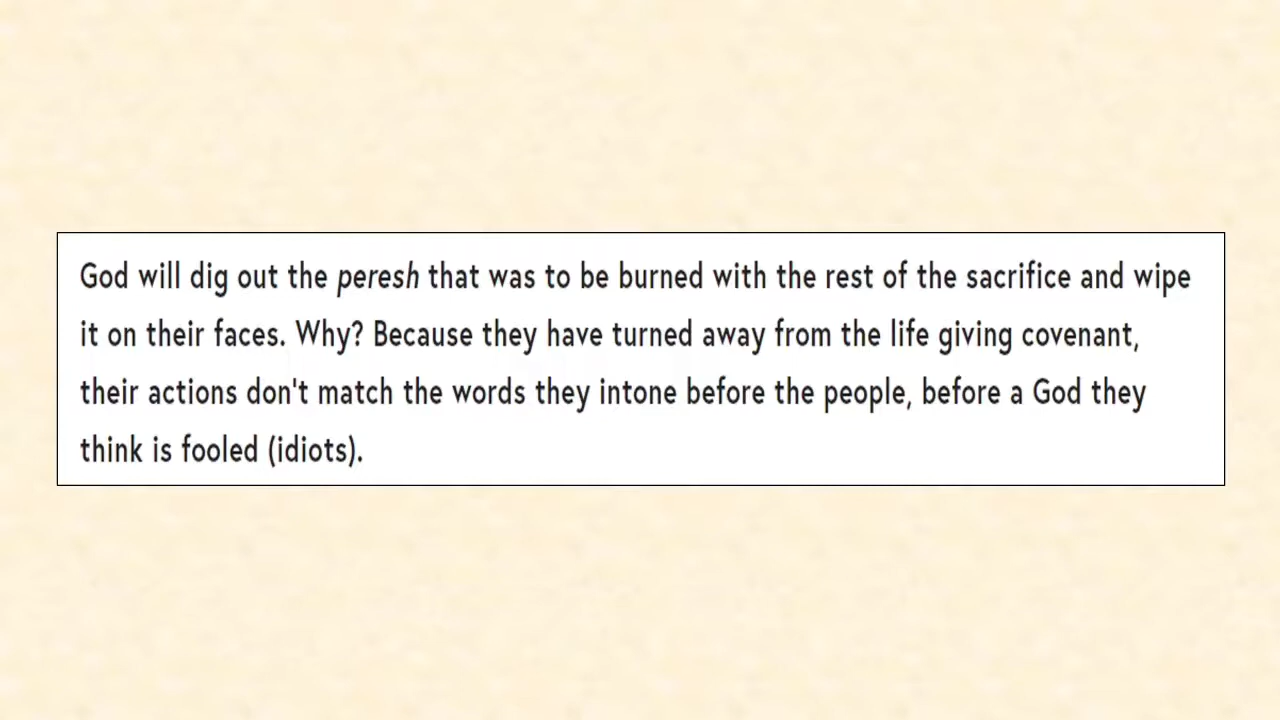 God will dig out the peresh that was to be burned with the rest of the sacrifice and wipe
it on their faces. Why? Because they have turned away from the life giving covenant,
their actions don't match the words they intone before the people, before a God they
think is fooled (idiots).